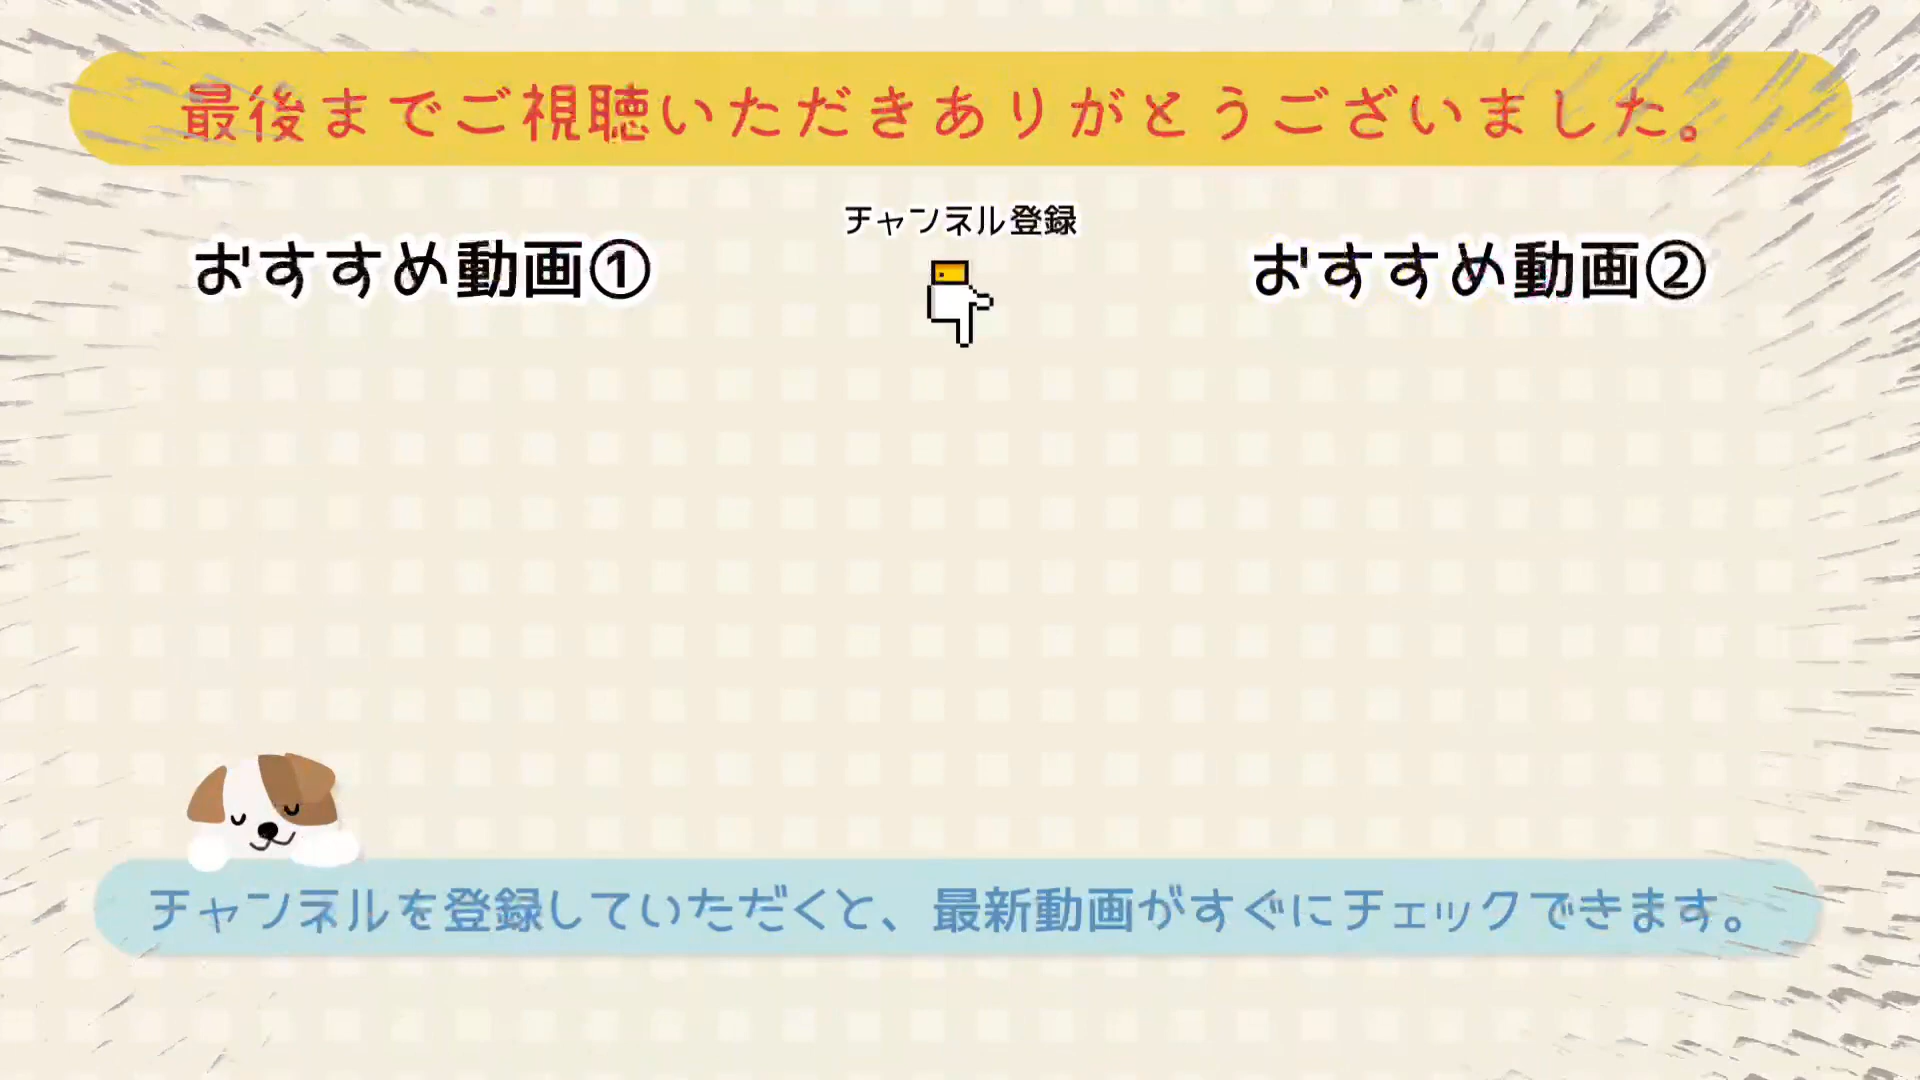 最後までご視聴いただきありがとうございました。
チャンネル登録
おすすめ動画①
おすすめ動画②
チャンネルを登録していただくと、最新動画がすぐにチェックできます。